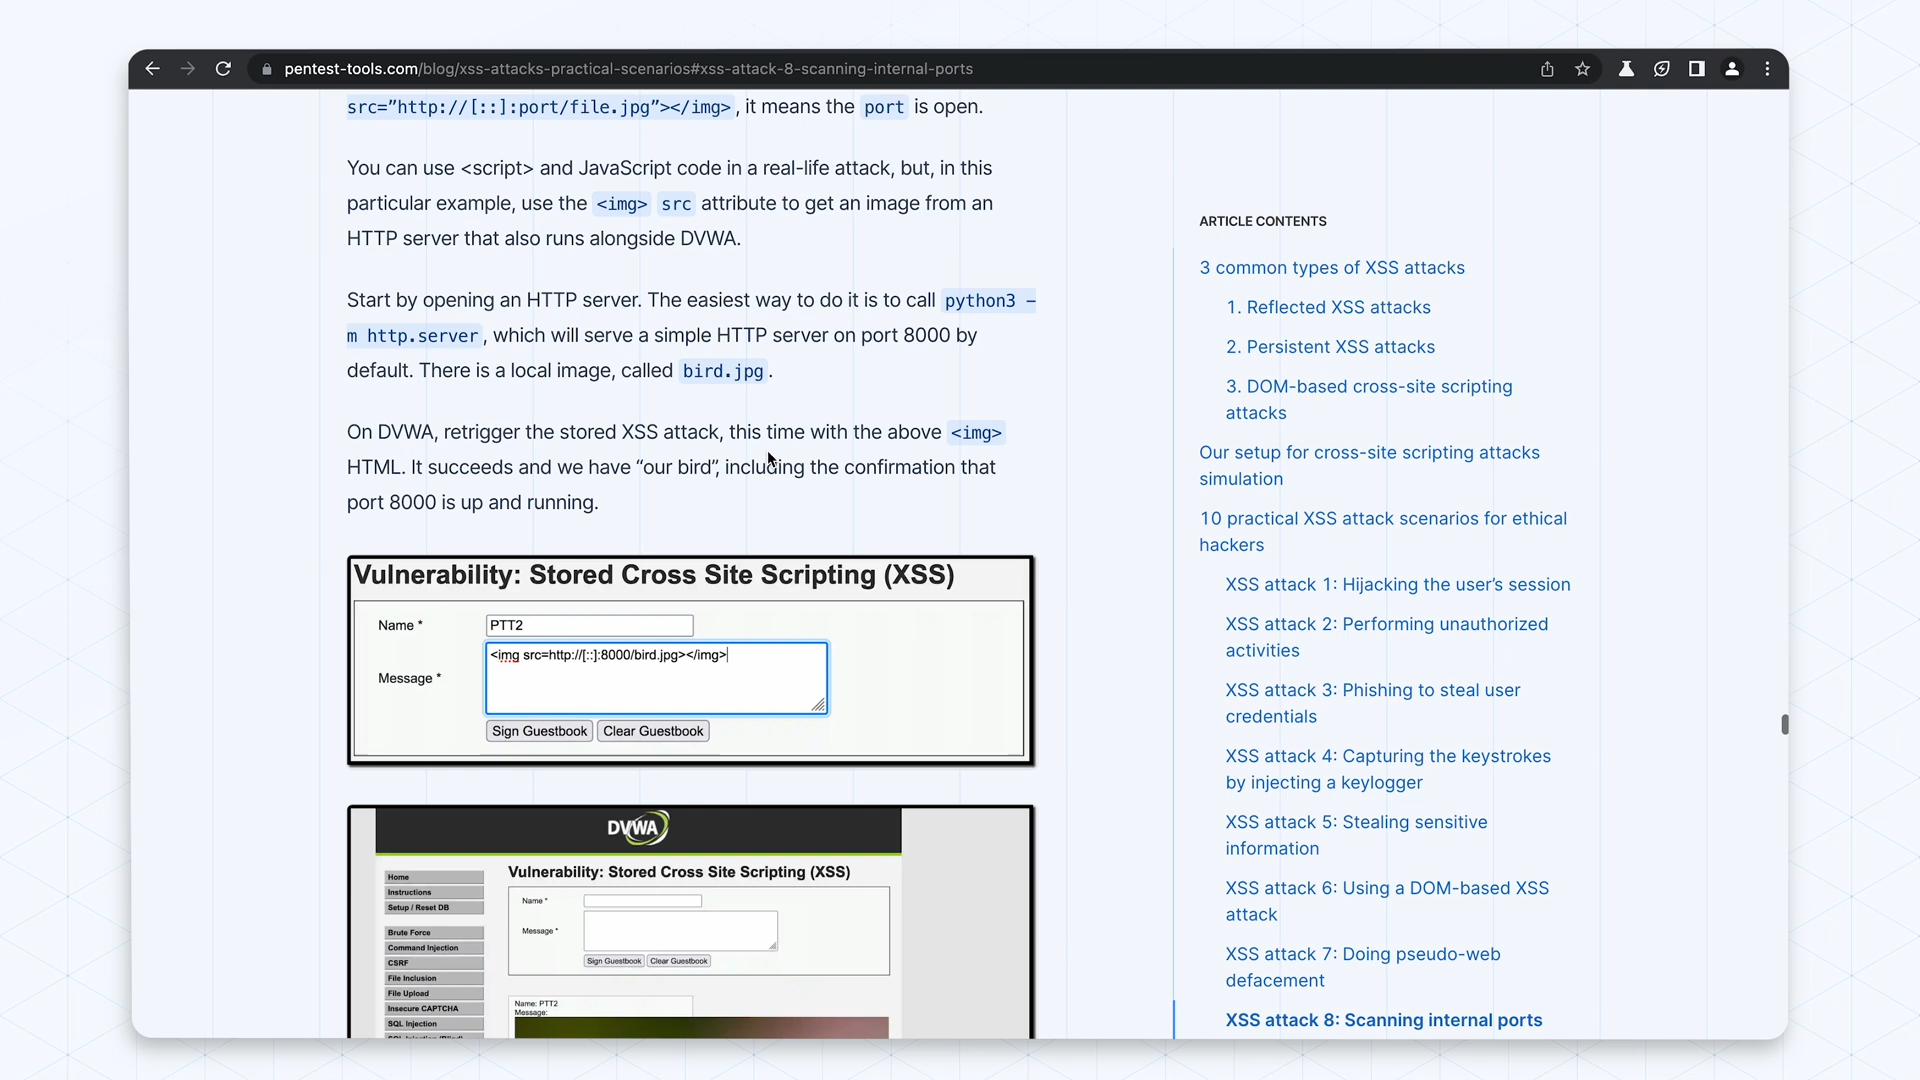 pentest-tools.com/blog/xss-attacks-practical-scenarios#xss-attack-8-scanning-internal-ports
src=”http://[::]:port/file.jpg”></img>, it means the port is open.
You can use <script> and JavaScript code in a real-life attack, but, in this
particular example, use the <img> src attribute to get an image from an
HTTP server that also runs alongside DVWA.
Start by opening an HTTP server. The easiest way to do it is to call python3 –
m http.server, which will serve a simple HTTP server on port 8000 by
default. There is a local image, called bird.jpg.
On DVWA, retrigger the stored XSS attack, this time with the above <img>
HTML. It succeeds and we have “our bird”, including the confirmation that
port 8000 is up and running.
Vulnerability: Stored Cross Site Scripting (XSS)
Name *
PTT2
<img src=http://[::]:8000/bird.jpg></img>
Message *
Sign Guestbook
Clear Guestbook
DVWA
Vulnerability: Stored Cross Site Scripting (XSS)
Home
Instructions
Setup / Reset DB
Brute Force
Command Injection
CSRF
File Inclusion
File Upload
Insecure CAPTCHA
SQL Injection
Name *
Message *
Sign Guestbook
Clear Guestbook
Name: PTT2
Message:
ARTICLE CONTENTS
3 common types of XSS attacks
1. Reflected XSS attacks
2. Persistent XSS attacks
3. DOM-based cross-site scripting
attacks
Our setup for cross-site scripting attacks
simulation
10 practical XSS attack scenarios for ethical
hackers
XSS attack 1: Hijacking the user’s session
XSS attack 2: Performing unauthorized
activities
XSS attack 3: Phishing to steal user
credentials
XSS attack 4: Capturing the keystrokes
by injecting a keylogger
XSS attack 5: Stealing sensitive
information
XSS attack 6: Using a DOM-based XSS
attack
XSS attack 7: Doing pseudo-web
defacement
XSS attack 8: Scanning internal ports